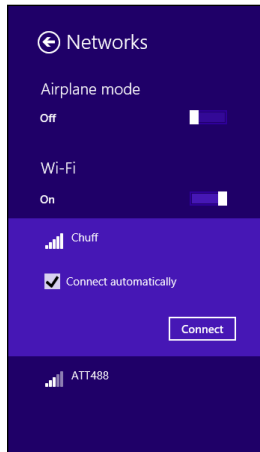 Networks
Airplane mode
Off
Wi-Fi
On
Chuff
Connect automatically
Connect
ATT488